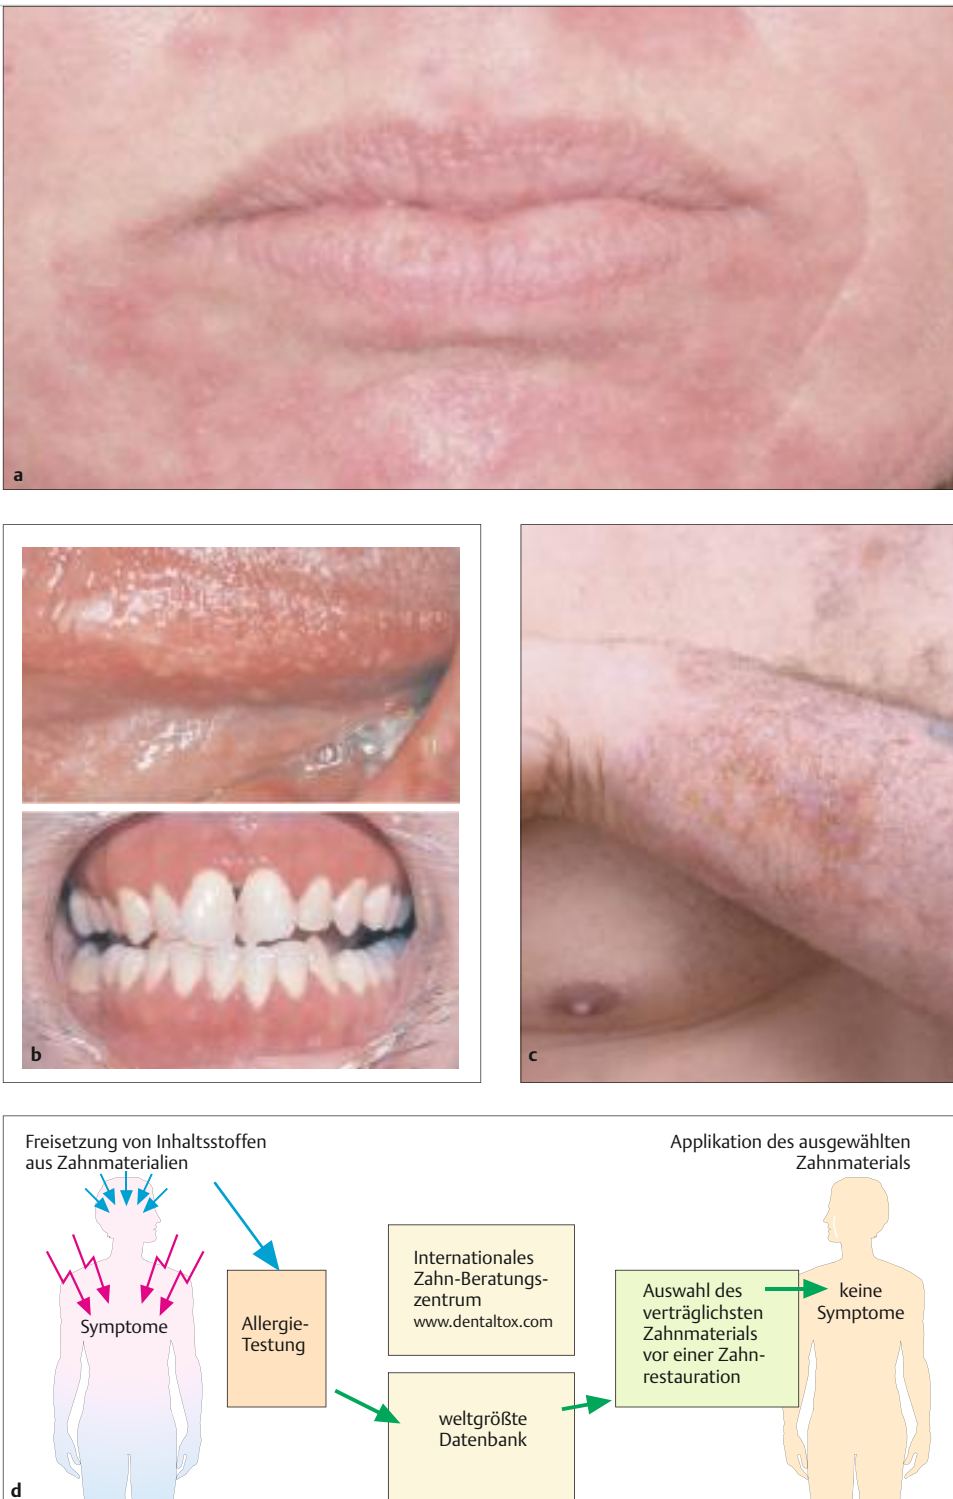 a
b
c
Freisetzung von Inhaltsstoffen
aus Zahnmaterialien
Applikation des ausgewählten
Zahnmaterials
Symptome
Allergie-
Testung
Internationales
Zahn-Beratungs-
zentrum
www.dentaltox.com
weltgrößte
Datenbank
Auswahl des
verträglichsten
Zahnmaterials
vor einer Zahn-
restauration
keine
Symptome
d